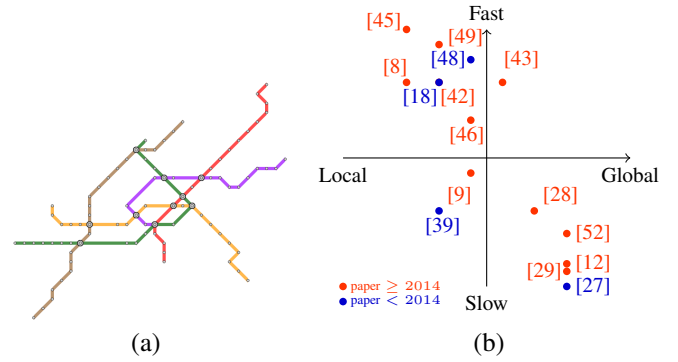 Fast
[45]
[49]
[48]
[43]
[8]
[18]
[42]
[46]
Local
Global
[9]
[28]
[39]
[52]
[12]
[29]
[27]
paper ≥ 2014
paper < 2014
Slow
(a)
(b)